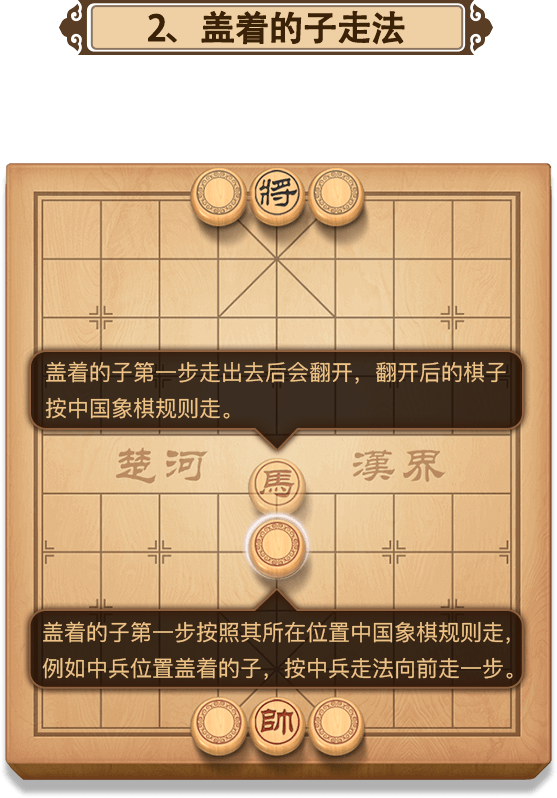 2、盖着的子走法
將
盖着的子第一步走出去后会翻开，翻开后的棋子
按中国象棋规则走。
楚河 漢界
馬
盖着的子第一步按照其所在位置中国象棋规则走，
例如中兵位置盖着的子，按中兵走法向前走一步。
帥